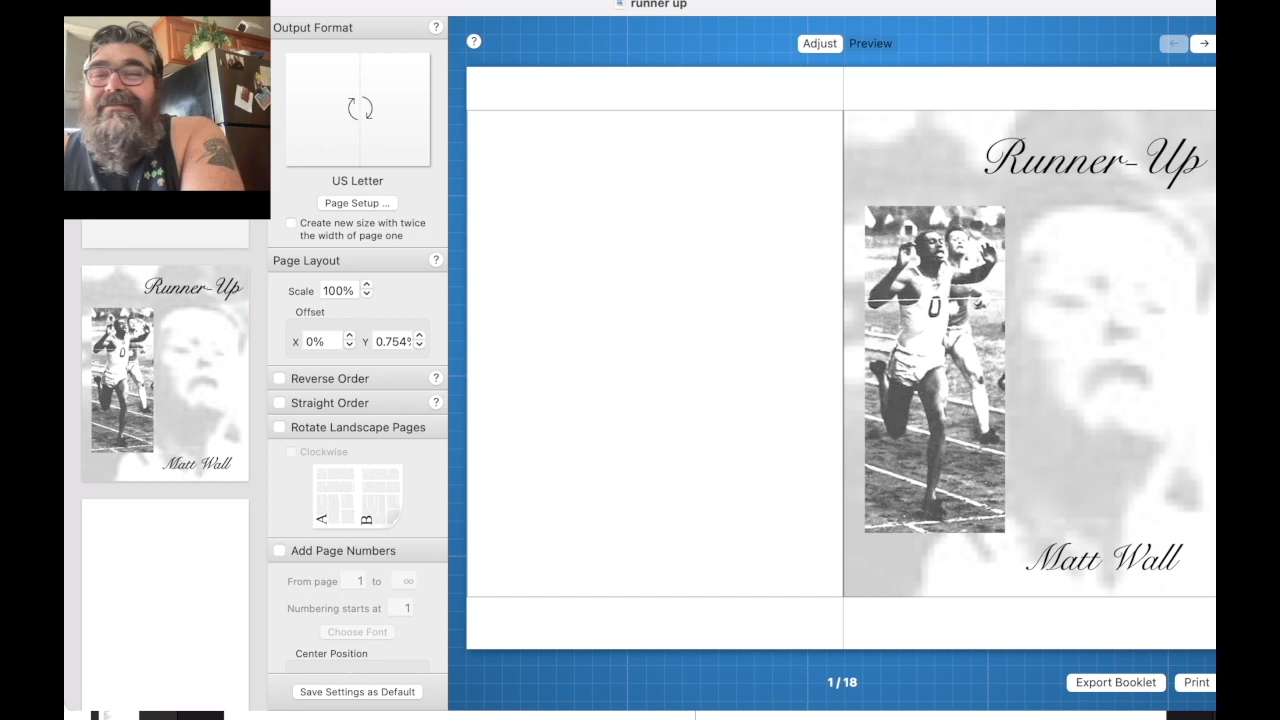 runner up
Output Format ?
?
Adjust Preview ← →
US Letter
Page Setup ...
Create new size with twice
the width of page one
Page Layout ?
Scale 100%
Offset
X 0% Y 0.754%
Reverse Order ?
Straight Order ?
Rotate Landscape Pages
Clockwise
A B
Add Page Numbers
From page 1 to ∞
Numbering starts at 1
Choose Font
Center Position
Save Settings as Default
Runner-Up
0
Matt Wall
Runner-Up
0
Matt Wall
1 / 18
Export Booklet Print